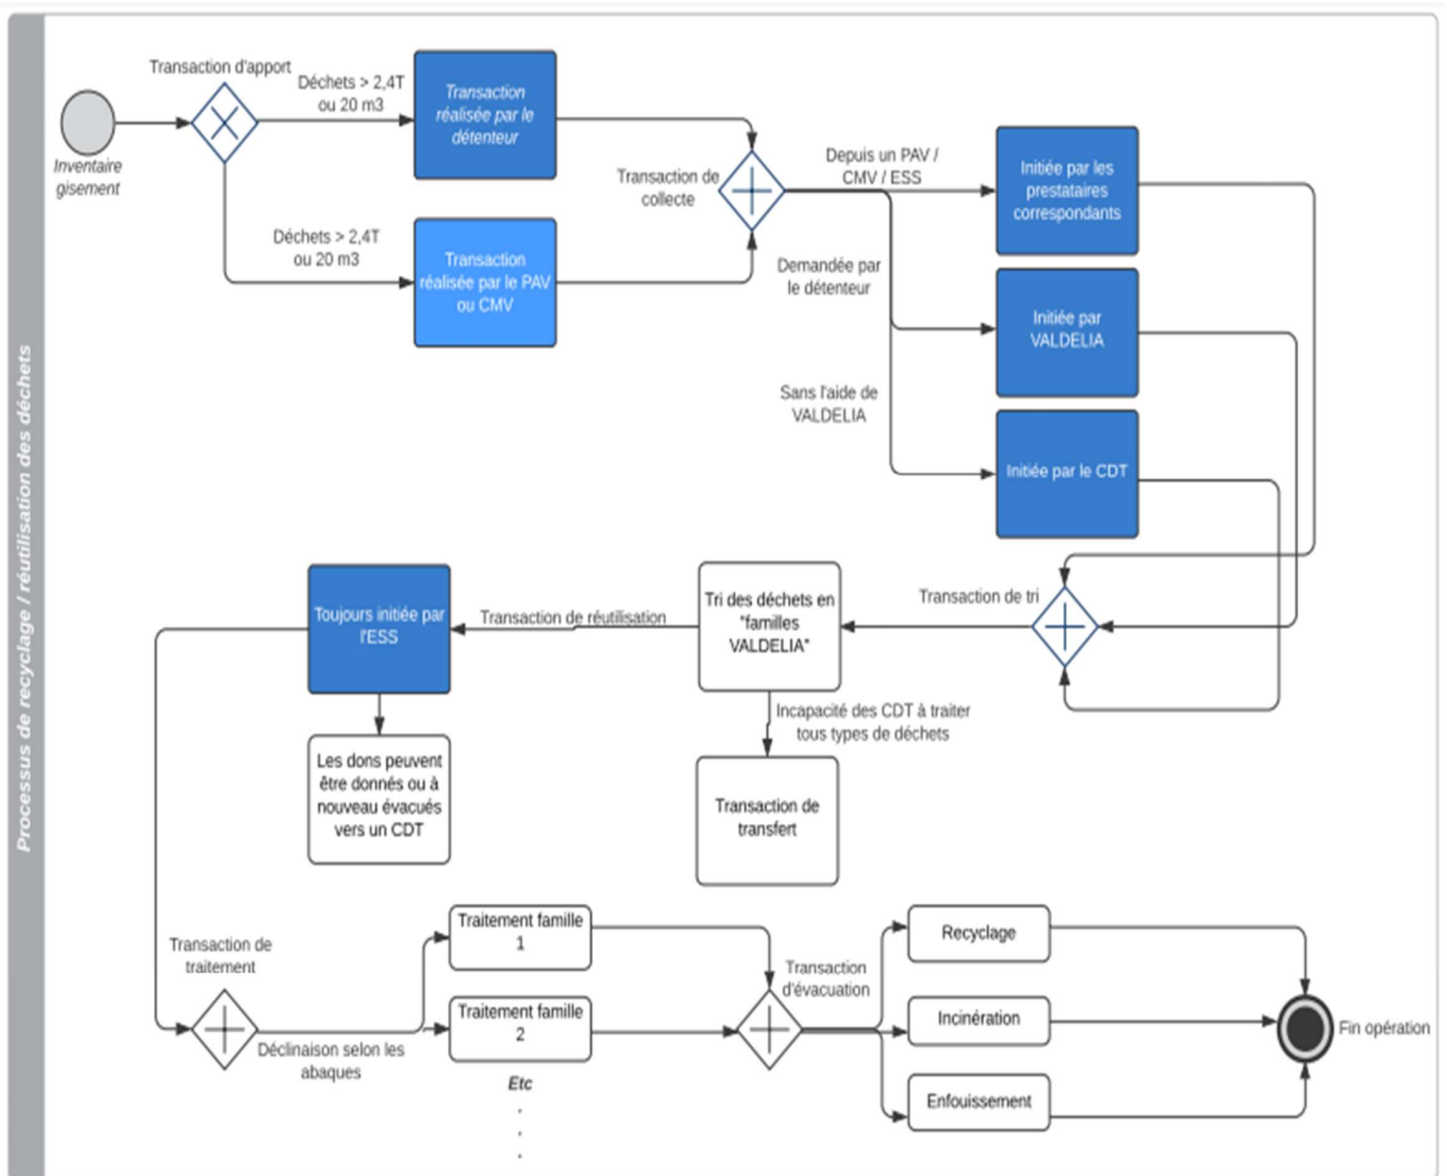 Processus de recyclage / réutilisation des déchets
Transaction d'apport
Déchets > 2,4T
ou 20 m3
Transaction
réalisée par le
détenteur
Inventaire
gisement
Déchets > 2,4T
ou 20 m3
Transaction
réalisée par le PAV
ou CMV
Transaction de
collecte
Depuis un PAV /
CMV / ESS
Initiée par les
prestataires
correspondants
Demandée par
le détenteur
Initiée par
VALDELIA
Sans l'aide de
VALDELIA
Initiée par le CDT
Transaction de tri
Tri des déchets en
"familles
VALDELIA"
Transaction de réutilisation
Toujours initiée par
l'ESS
Incapacité des CDT à traiter
tous types de déchets
Les dons peuvent
être donnés ou à
nouveau évacués
vers un CDT
Transaction de
transfert
Transaction de
traitement
Déclinaison selon les
abaques
Traitement famille
1
Traitement famille
2
Etc
.
.
.
Transaction
d'évacuation
Recyclage
Incinération
Enfouissement
Fin opération